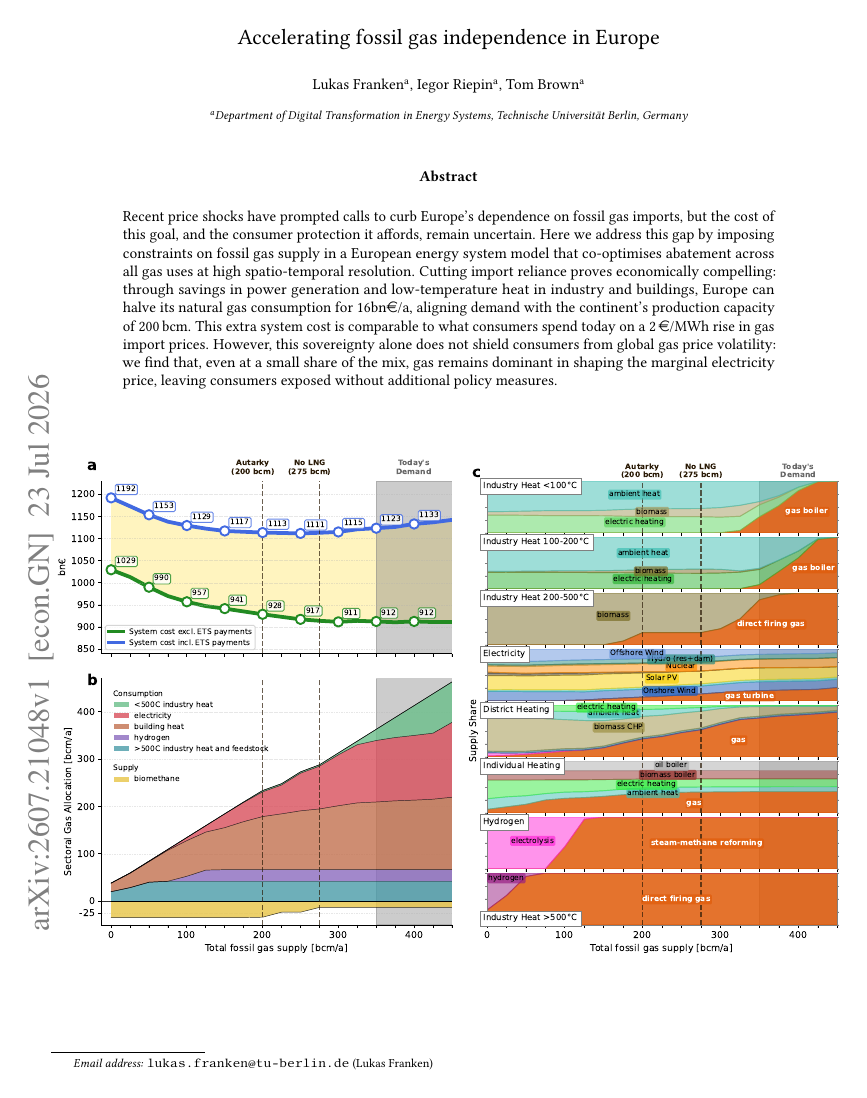 Accelerating fossil gas independence in Europe
Lukas Frankenᵃ, Iegor Riepinᵃ, Tom Brownᵃ
ᵃDepartment of Digital Transformation in Energy Systems, Technische Universität Berlin, Germany
Abstract
Recent price shocks have prompted calls to curb Europe's dependence on fossil gas imports, but the cost of
this goal, and the consumer protection it affords, remain uncertain. Here we address this gap by imposing
constraints on fossil gas supply in a European energy system model that co-optimises abatement across
all gas uses at high spatio-temporal resolution. Cutting import reliance proves economically compelling:
through savings in power generation and low-temperature heat in industry and buildings, Europe can
halve its natural gas consumption for 16bn€/a, aligning demand with the continent's production capacity
of 200 bcm. This extra system cost is comparable to what consumers spend today on a 2 €/MWh rise in gas
import prices. However, this sovereignty alone does not shield consumers from global gas price volatility:
we find that, even at a small share of the mix, gas remains dominant in shaping the marginal electricity
price, leaving consumers exposed without additional policy measures.
arXiv:2607.21048v1 [econ.GN] 23 Jul 2026
a
Autarky
(200 bcm)
No LNG
(275 bcm)
Today's
Demand
bn€
1200
1150
1100
1050
1000
950
900
850
1192
1153
1129
1117
1113
1111
1115
1123
1133
1029
990
957
941
928
917
911
912
912
System cost excl. ETS payments
System cost incl. ETS payments
b
Sectoral Gas Allocation [bcm/a]
400
300
200
100
0
-25
Consumption
<500C industry heat
electricity
building heat
hydrogen
>500C industry heat and feedstock
Supply
biomethane
0
100
200
300
400
Total fossil gas supply [bcm/a]
c
Autarky
(200 bcm)
No LNG
(275 bcm)
Today's
Demand
Supply Share
Industry Heat <100°C
ambient heat
biomass
electric heating
gas boiler
Industry Heat 100-200°C
ambient heat
biomass
electric heating
gas boiler
Industry Heat 200-500°C
biomass
direct firing gas
Electricity
Offshore Wind
Hydro (res+dam)
Nuclear
Solar PV
Onshore Wind
gas turbine
District Heating
electric heating
ambient heat
biomass CHP
gas
Individual Heating
oil boiler
biomass boiler
electric heating
ambient heat
gas
Hydrogen
electrolysis
steam-methane reforming
hydrogen
direct firing gas
Industry Heat >500°C
0
100
200
300
400
Total fossil gas supply [bcm/a]
Email address: lukas.franken@tu-berlin.de (Lukas Franken)